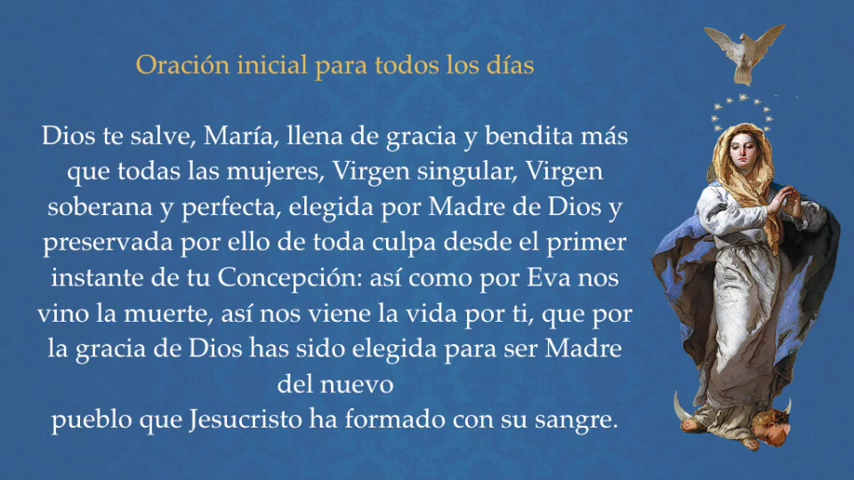 Oración inicial para todos los días
Dios te salve, María, llena de gracia y bendita más
que todas las mujeres, Virgen singular, Virgen
soberana y perfecta, elegida por Madre de Dios y
preservada por ello de toda culpa desde el primer
instante de tu Concepción: así como por Eva nos
vino la muerte, así nos viene la vida por ti, que por
la gracia de Dios has sido elegida para ser Madre
del nuevo
pueblo que Jesucristo ha formado con su sangre.